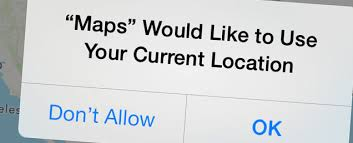 “Maps” Would Like to Use
Your Current Location
Don’t Allow
OK